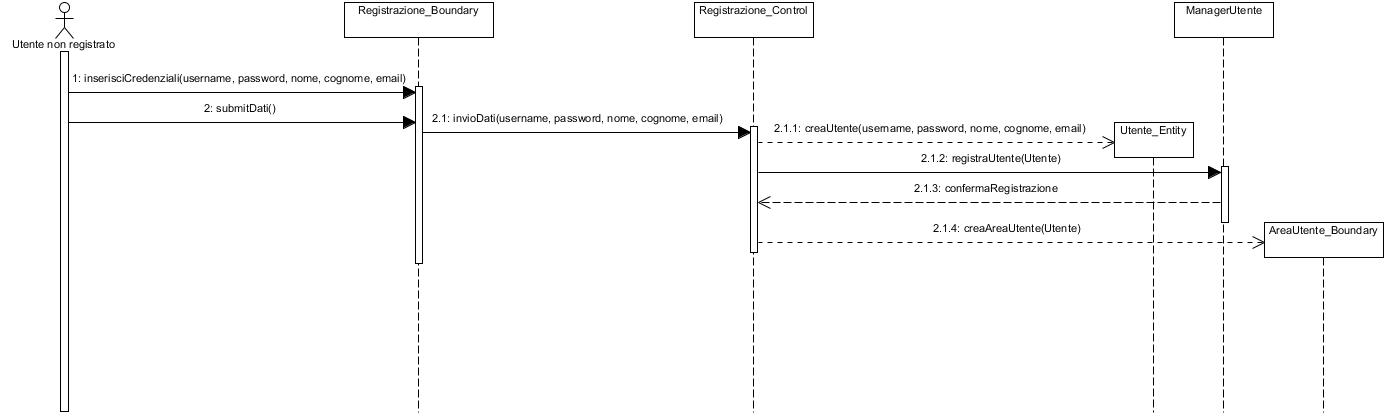 Registrazione_Boundary
Registrazione_Control
ManagerUtente
Utente non registrato
1: inserisciCredenziali(username, password, nome, cognome, email)
2: submitDati()
2.1: invioDati(username, password, nome, cognome, email)
2.1.1: creaUtente(username, password, nome, cognome, email)
Utente_Entity
2.1.2: registraUtente(Utente)
2.1.3: confermaRegistrazione
2.1.4: creaAreaUtente(Utente)
AreaUtente_Boundary